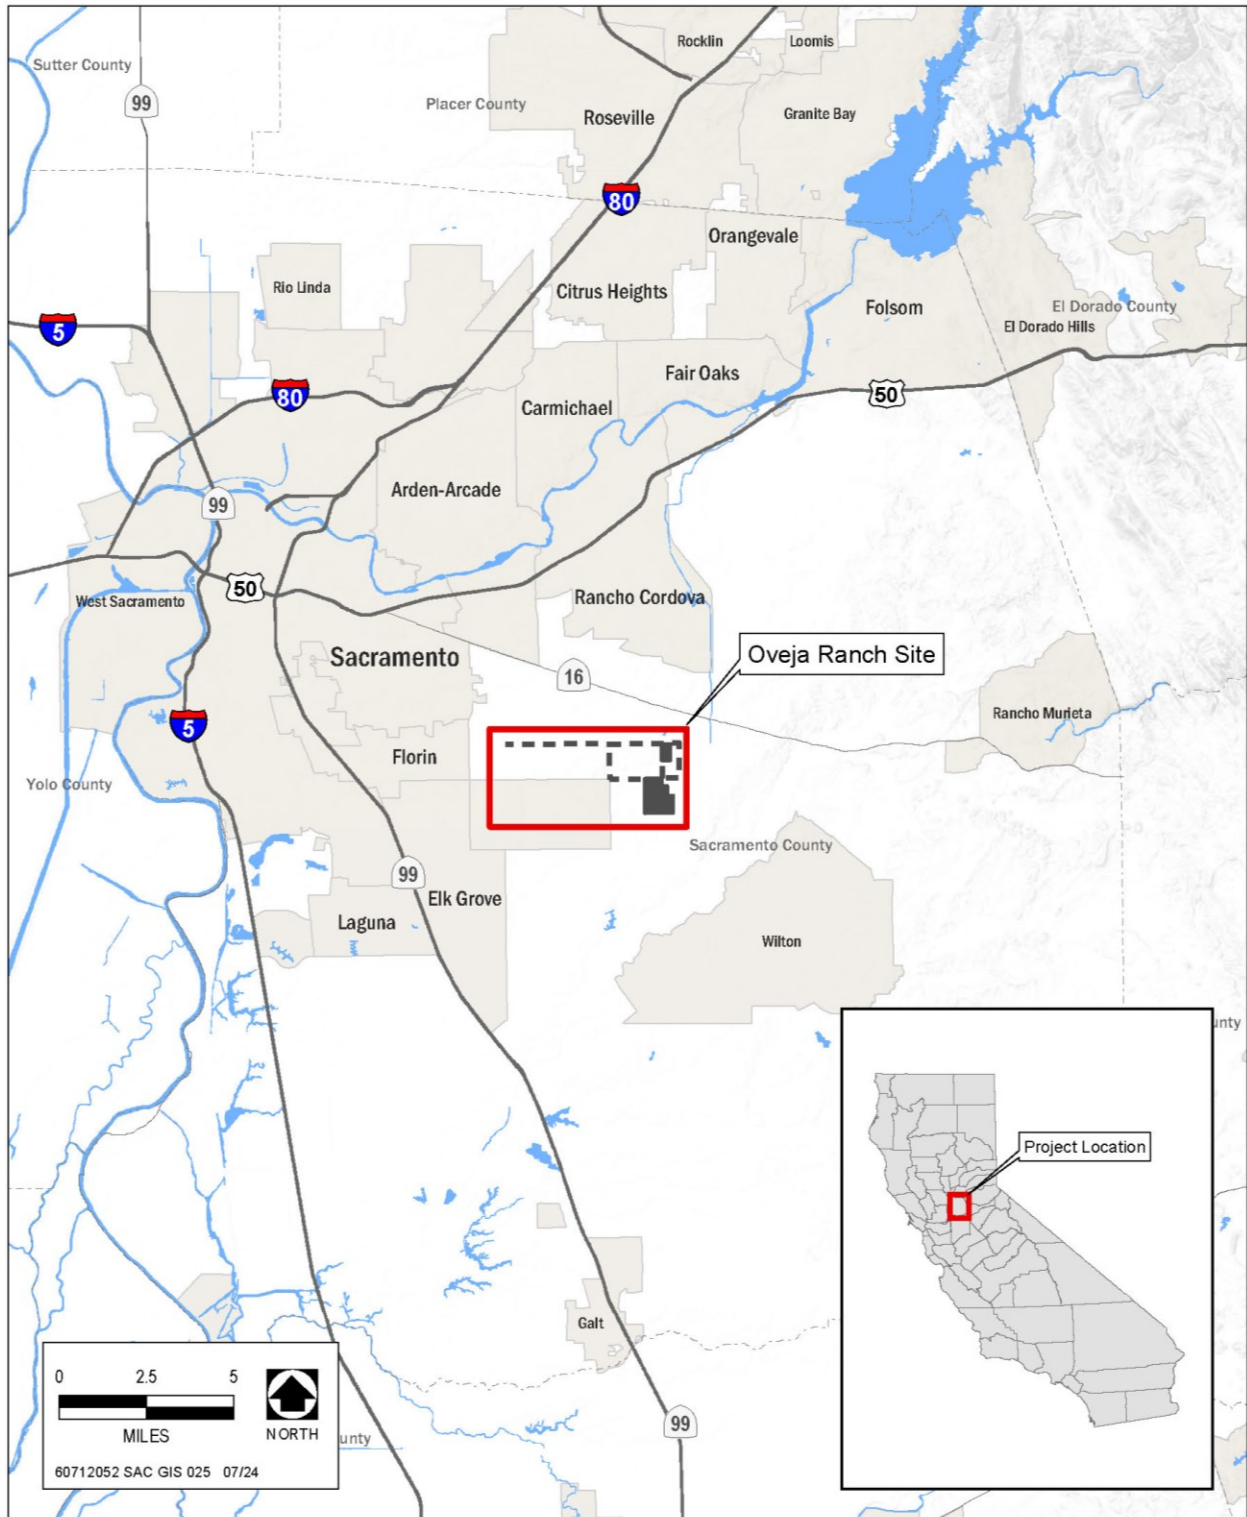 Rocklin
Loomis
Sutter County
99
Placer County
Roseville
Granite Bay
80
Orangevale
Rio Linda
Citrus Heights
Folsom
El Dorado County
El Dorado Hills
5
Fair Oaks
80
50
Carmichael
Arden-Arcade
99
50
West Sacramento
Rancho Cordova
Sacramento
Oveja Ranch Site
16
5
Rancho Murieta
Florin
Yolo County
Sacramento County
99
Elk Grove
Laguna
Wilton
unty
Project Location
Galt
0 2.5 5
MILES
NORTH
unty
99
60712052 SAC GIS 025 07/24